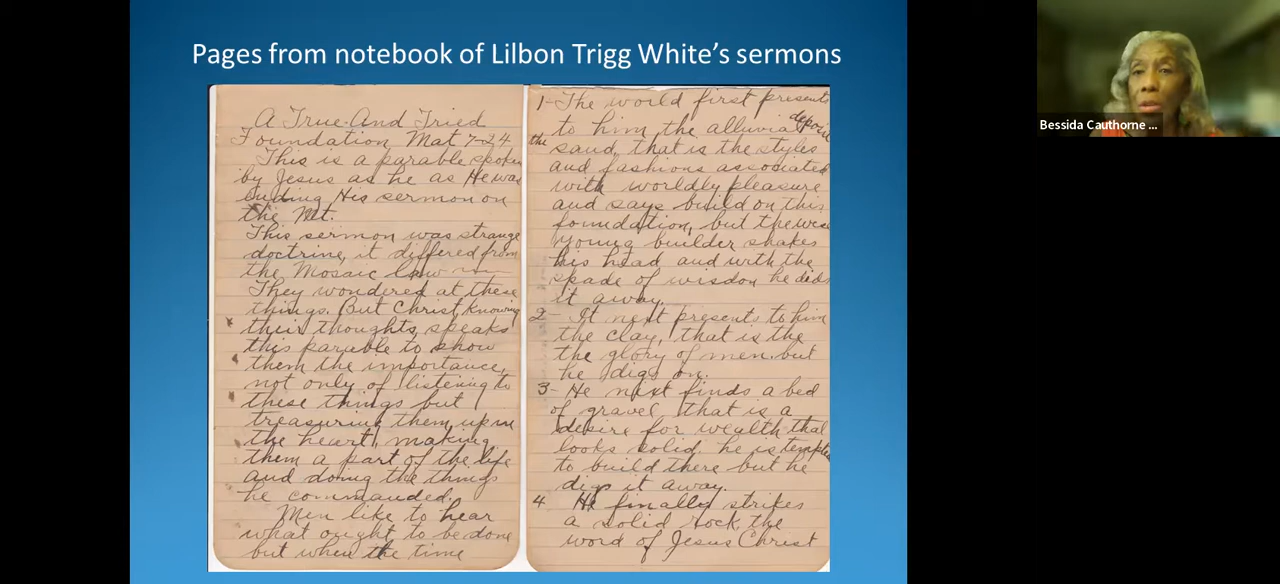 Pages from notebook of Lilbon Trigg White's sermons
A True And Tried
Foundation, Mat 7-24
This is a parable spoken
by Jesus as he as He was
Ending His sermon on
the Mt.
This sermon was strange
doctrine, it differed from
the Mosaic law
They wondered at these
things. But Christ, knowing
their thoughts, speaks
this parable to show
them the importance,
not only of listening to
these things but
treasuring them up in
the heart, making
them a part of the life
and doing the things
he commanded.
Men like to hear
what ought to be done
but when the time
1- The world first presents
to him the alluvial
the sand, that is the styles
and fashions associated
with worldly pleasure
and says build on this
foundation, but the
young builder shakes
his head and with the
spade of wisdom he
it away.
2- It next presents to him
the clay, that is the
the glory of men. but
he digs on.
3- He next finds a bed
of gravel, that is a
desire for wealth that
looks solid. he is
to build there but he
digs it away.
4 He finally strikes
a solid rock, the
word of Jesus Christ
Bessida Cauthorne ...